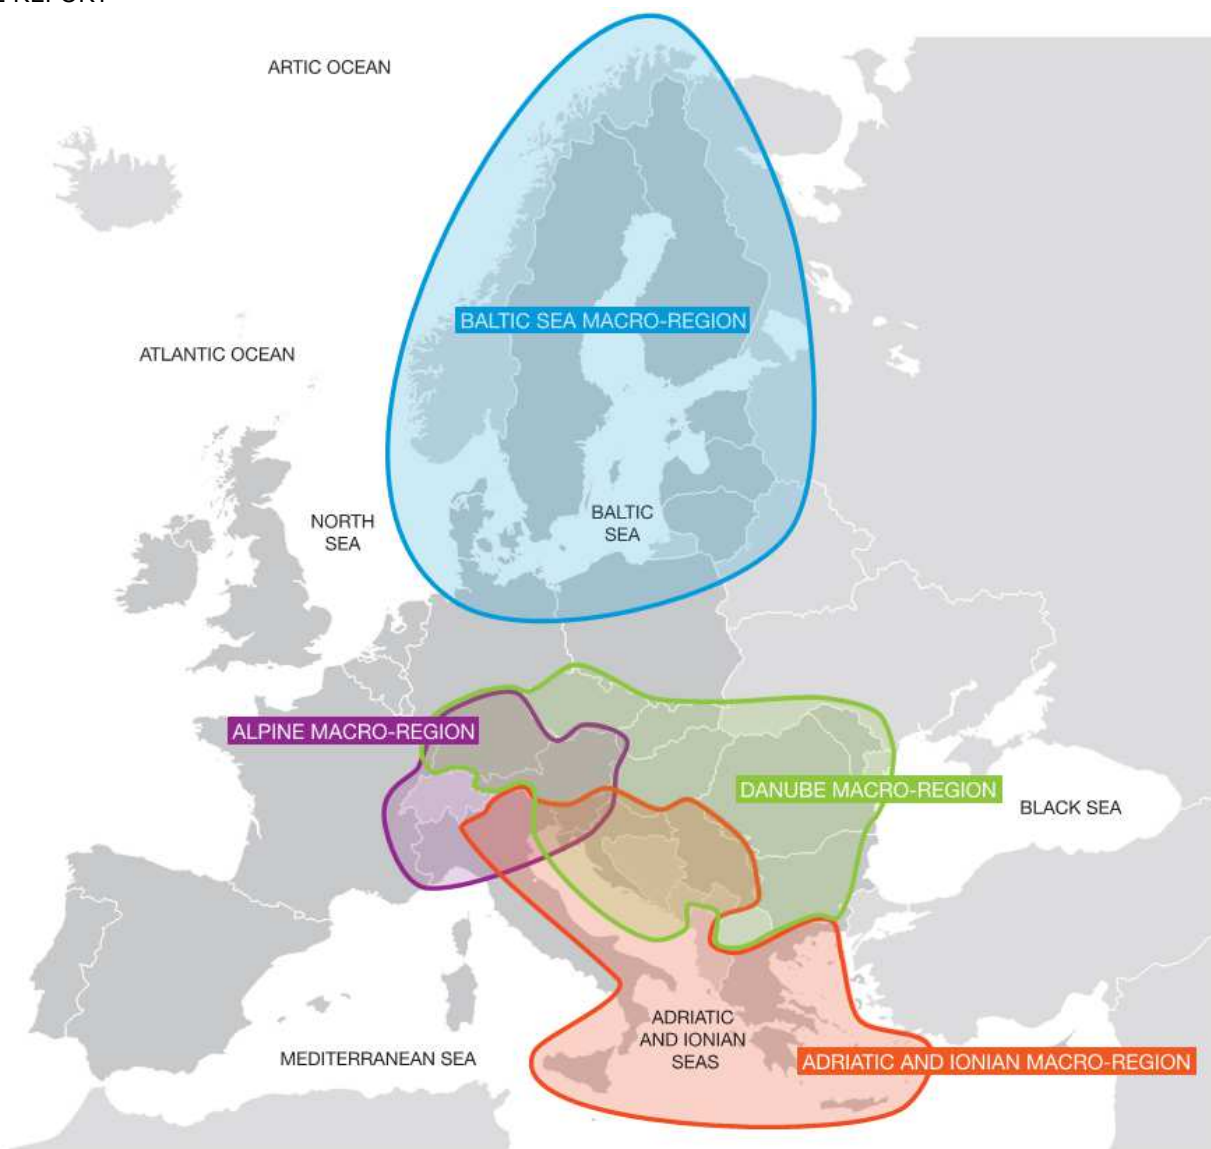 E REPORT
ARTIC OCEAN
BALTIC SEA MACRO-REGION
ATLANTIC OCEAN
NORTH
SEA
BALTIC
SEA
ALPINE MACRO-REGION
DANUBE MACRO-REGION
BLACK SEA
ADRIATIC
AND IONIAN
SEAS
MEDITERRANEAN SEA
ADRIATIC AND IONIAN MACRO-REGION